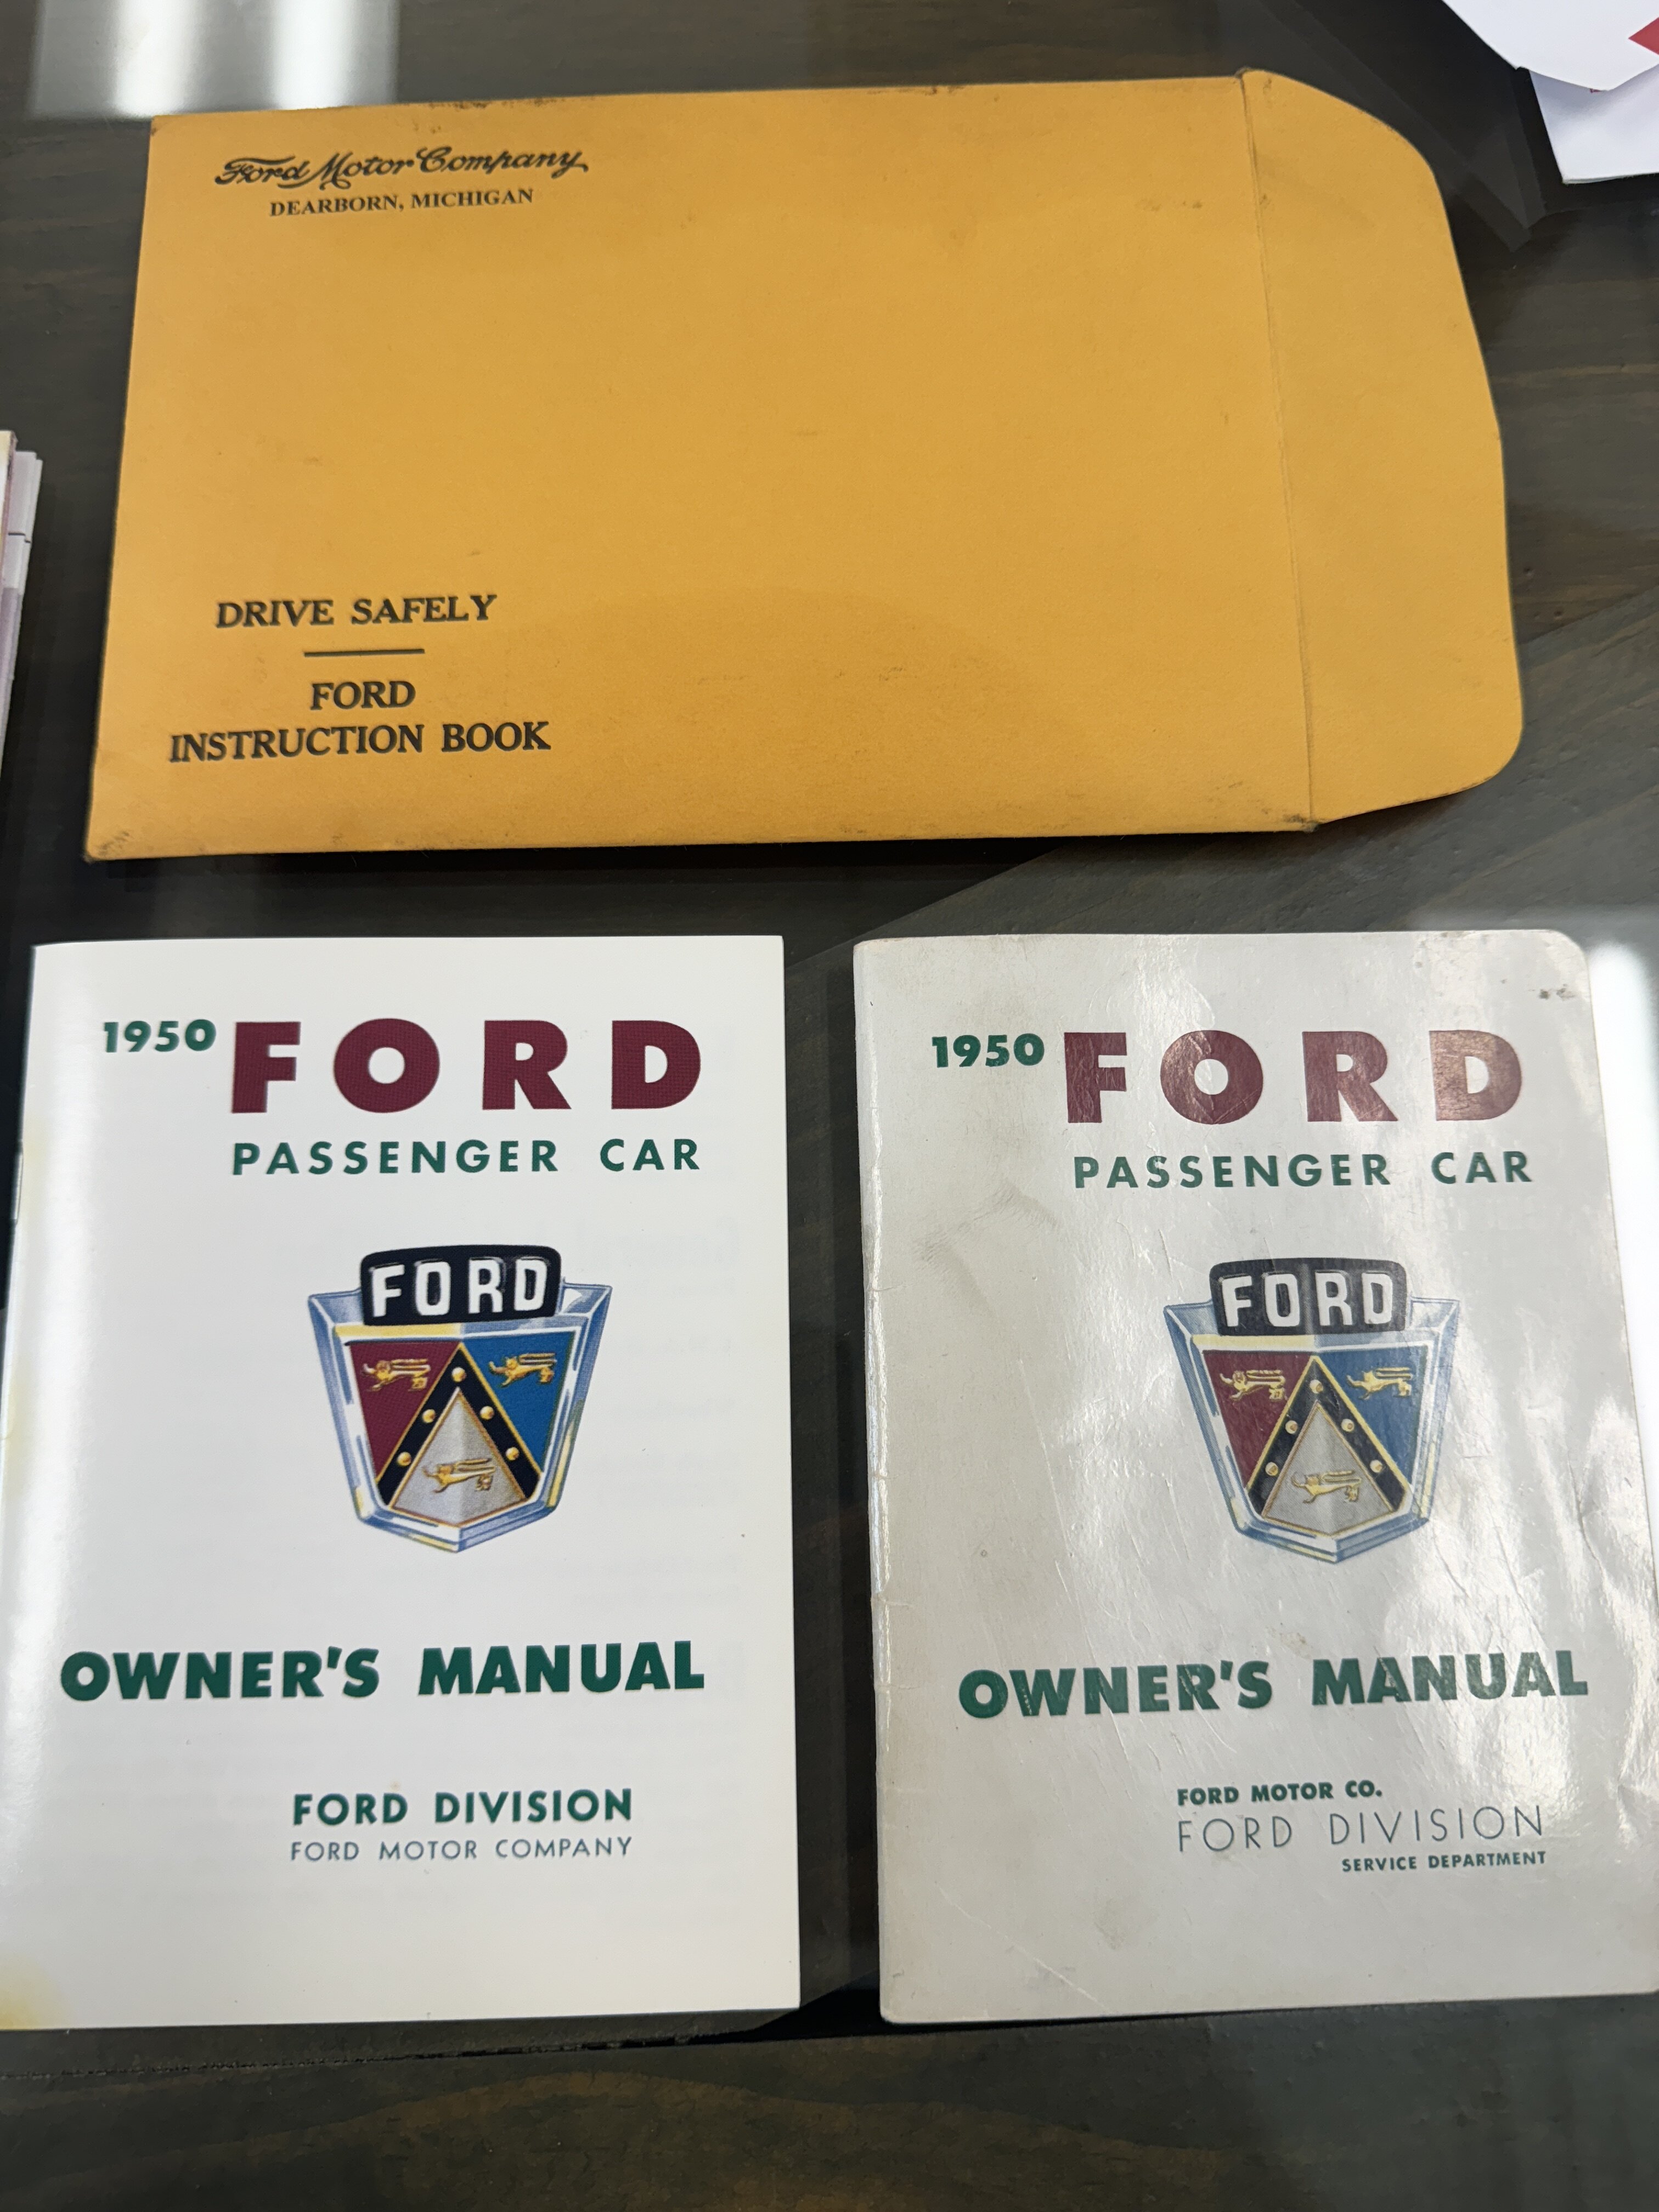 Ford Motor Company
DEARBORN, MICHIGAN
DRIVE SAFELY
FORD
INSTRUCTION BOOK
1950 FORD
PASSENGER CAR
FORD
OWNER'S MANUAL
FORD DIVISION
FORD MOTOR COMPANY
1950 FORD
PASSENGER CAR
FORD
OWNER'S MANUAL
FORD MOTOR CO.
FORD DIVISION
SERVICE DEPARTMENT